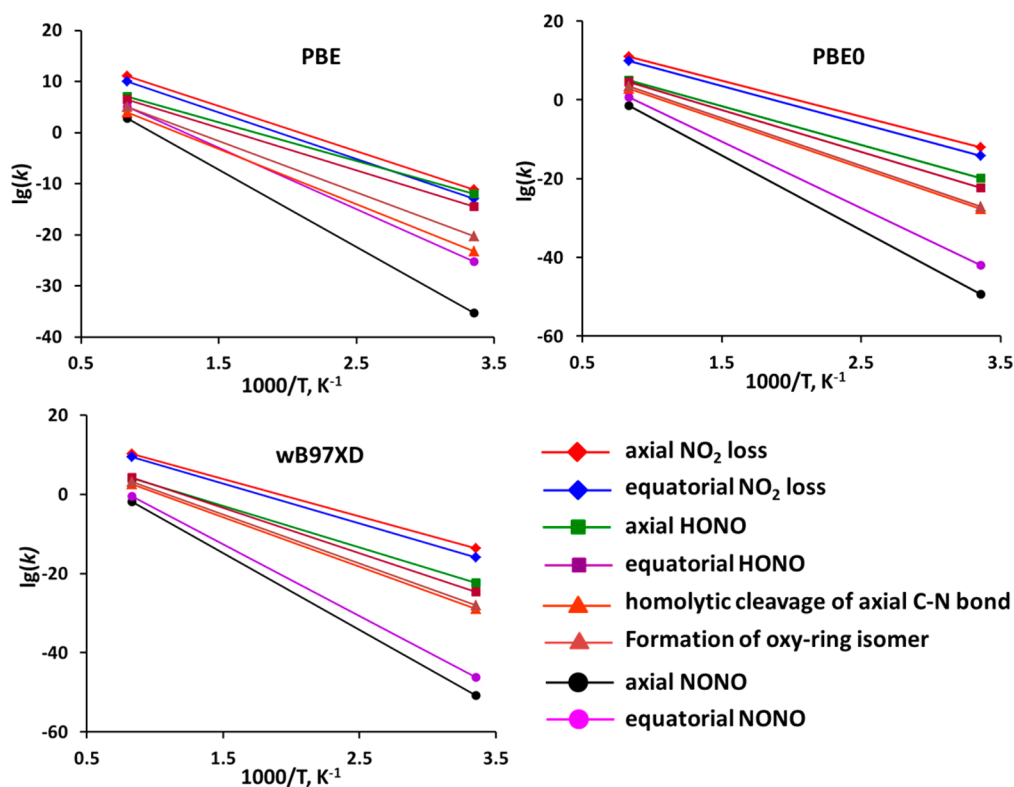 PBE
20
10
0
-10
-20
-30
-40
lg(k)
0.5
1.5
2.5
3.5
1000/T, K-1
PBE0
20
0
-20
-40
-60
lg(k)
0.5
1.5
2.5
3.5
1000/T, K-1
wB97XD
20
0
-20
-40
-60
lg(k)
0.5
1.5
2.5
3.5
1000/T, K-1
axial NO2 loss
equatorial NO2 loss
axial HONO
equatorial HONO
homolytic cleavage of axial C-N bond
Formation of oxy-ring isomer
axial NONO
equatorial NONO